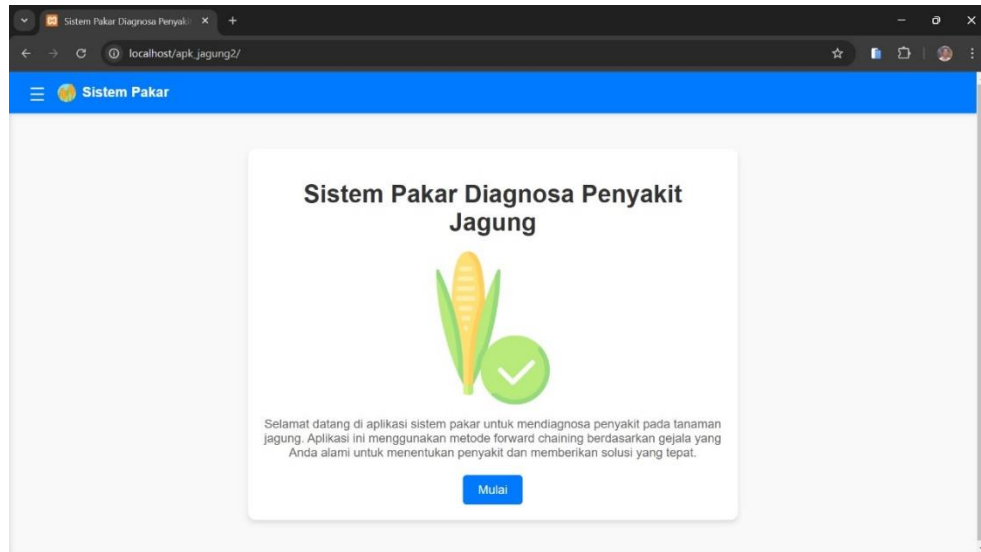 Sistem Pakar Diagnosa Penyaki
localhost/apk_jagung2/
Sistem Pakar
Sistem Pakar Diagnosa Penyakit
Jagung
Selamat datang di aplikasi sistem pakar untuk mendiagnosa penyakit pada tanaman
jagung. Aplikasi ini menggunakan metode forward chaining berdasarkan gejala yang
Anda alami untuk menentukan penyakit dan memberikan solusi yang tepat.
Mulai